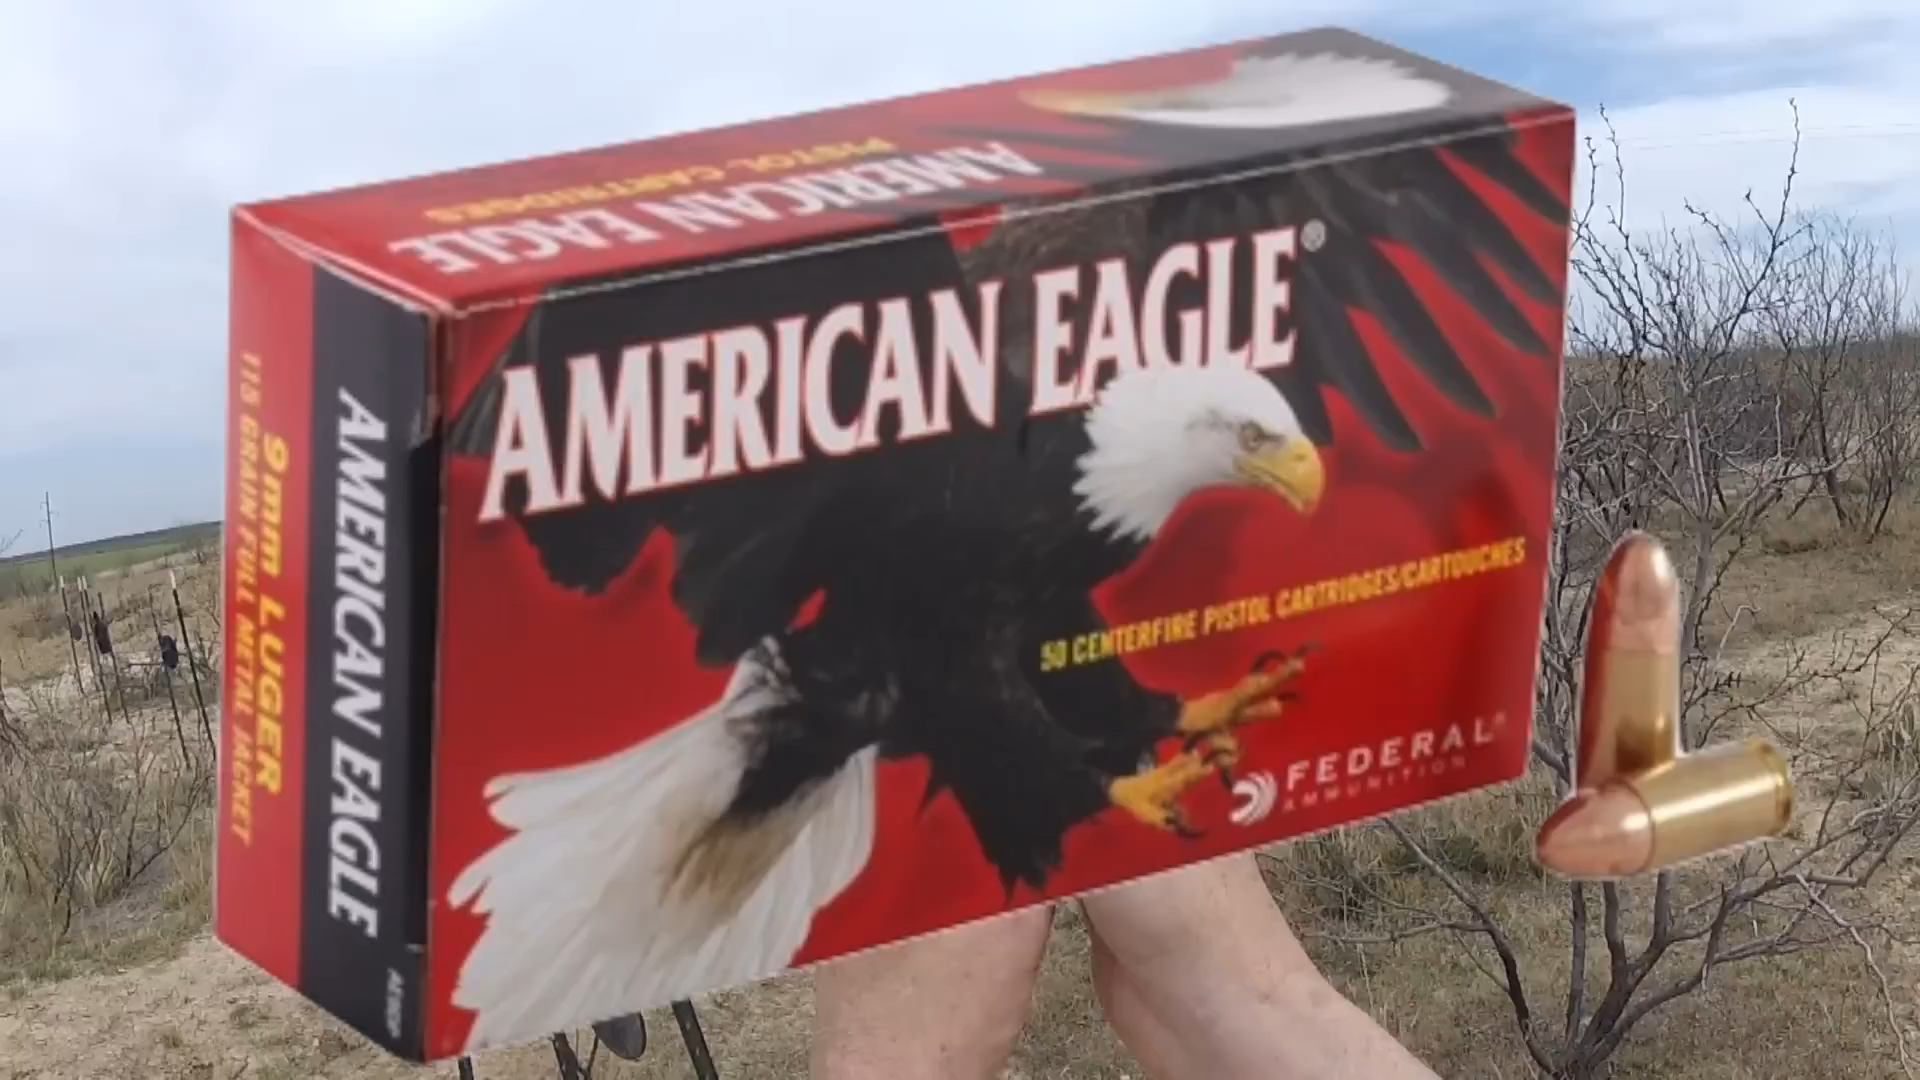 AMERICAN EAGLE
PISTOL CARTRIDGES
AMERICAN EAGLE®
50 CENTERFIRE PISTOL CARTRIDGES/CARTOUCHES
FEDERAL®
AMMUNITION
AMERICAN EAGLE
9mm LUGER
115 GRAIN FULL METAL JACKET